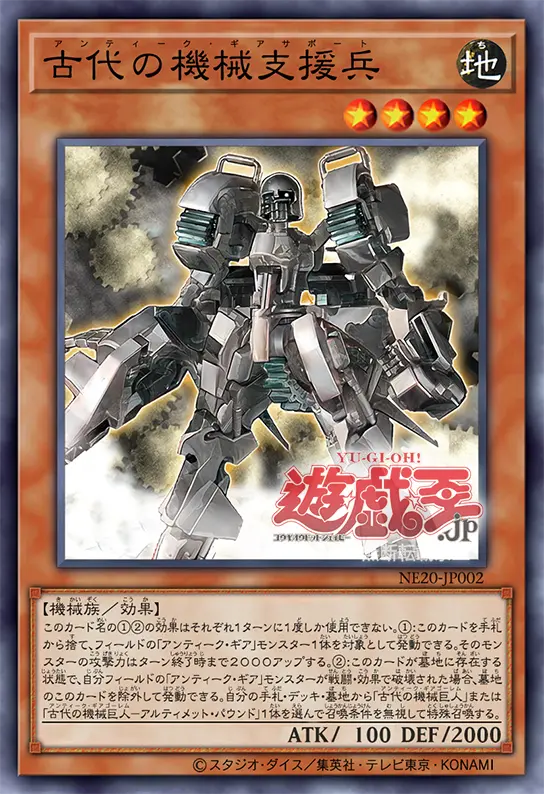 アンティーク・ギアサポート
古代の機械支援兵
ち
地
YU-GI-OH!
遊戯王.jp
NE20-JP002
【機械族／効果】
このカード名の①②の効果はそれぞれ1ターンに1度しか使用できない。①:このカードを手札
から捨て、フィールドの「アンティーク・ギア」モンスター1体を対象として発動できる。そのモン
スターの攻撃力はターン終了時まで2000アップする。②:このカードが墓地に存在する
状態で、自分フィールドの「アンティーク・ギア」モンスターが戦闘・効果で破壊された場合、墓地
のこのカードを除外して発動できる。自分の手札・デッキ・墓地から「古代の機械巨人」または
「古代の機械巨人－アルティメット・パウンド」1体を選んで召喚条件を無視して特殊召喚する。
ATK/ 100 DEF/2000
©スタジオ・ダイス／集英社・テレビ東京・KONAMI